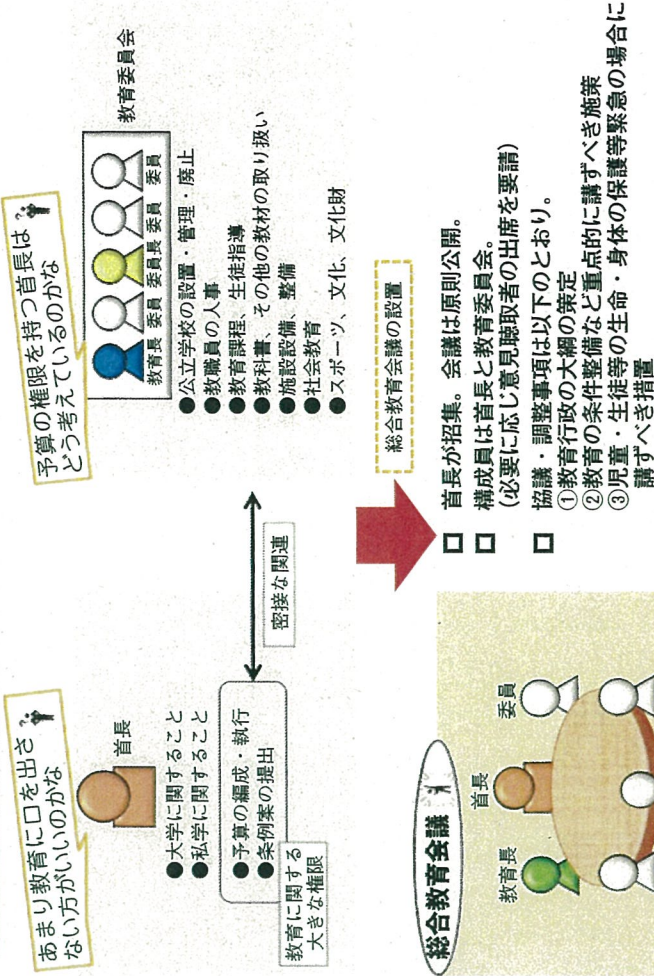 あまり教育に口を出さ
ない方がいいのかな
首長
●大学に関すること
●私学に関すること
●予算の編成・執行
●条例案の提出
教育に関する
大きな権限
密接な関連
予算の権限を持つ首長は
どう考えているのかな
教育長 委員 委員長 委員 委員
教育委員会
●公立学校の設置・管理・廃止
●教職員の人事
●教育課程、生徒指導
●教科書、その他の教材の取り扱い
●施設設備、整備
●社会教育
●スポーツ、文化、文化財
総合教育会議の設置
総合教育会議
教育長
首長
委員
□ 首長が招集。会議は原則公開。
□ 構成員は首長と教育委員会。
(必要に応じ意見聴取者の出席を要請)
□ 協議・調整事項は以下のとおり。
①教育行政の大綱の策定
②教育の条件整備など重点的に講ずべき施策
③児童・生徒等の生命・身体の保護等緊急の場合に
講ずべき措置